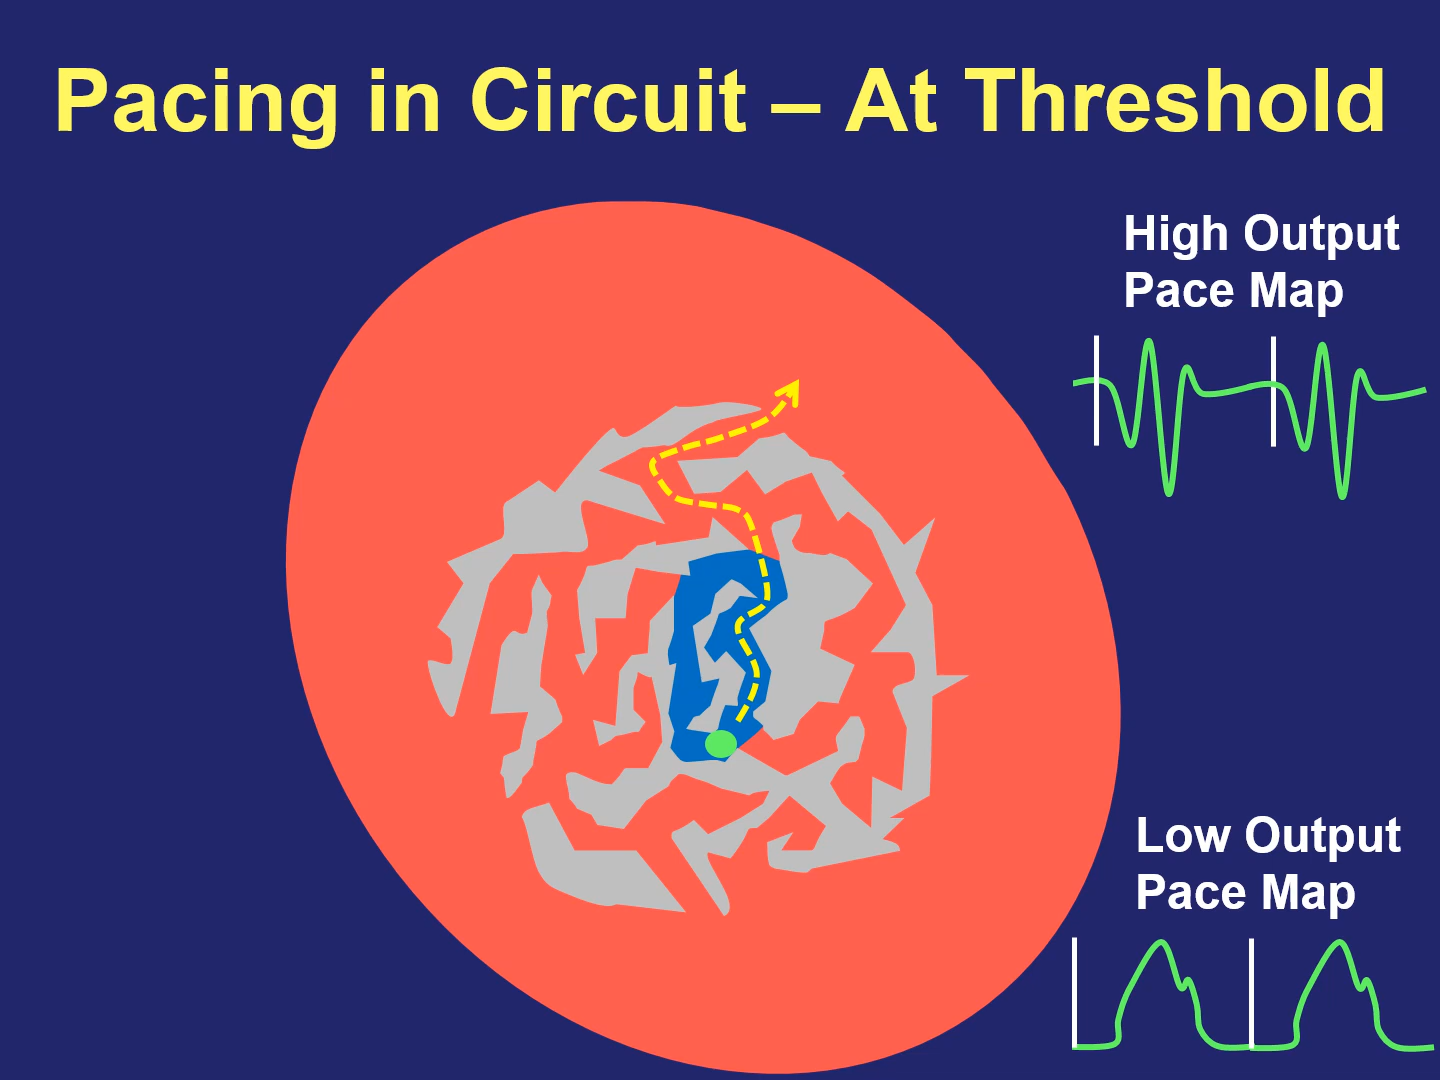 Pacing in Circuit – At Threshold
High Output
Pace Map
Low Output
Pace Map